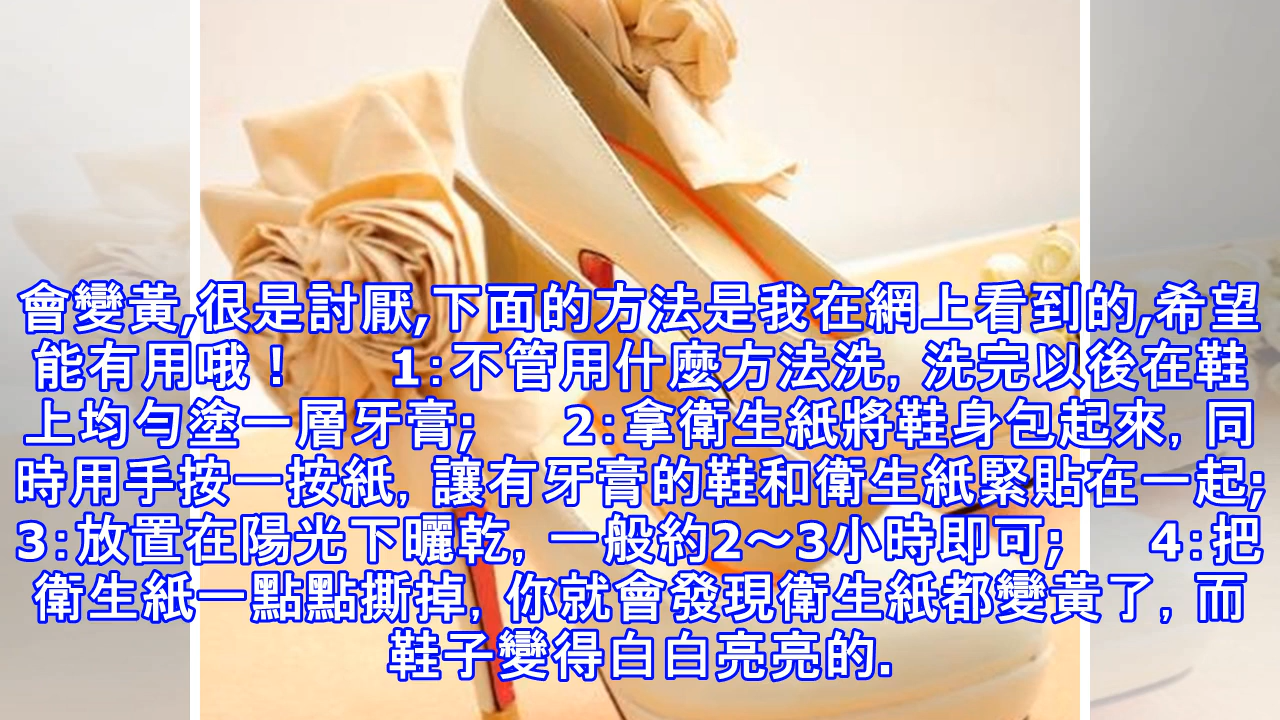 會變黃,很是討厭,下面的方法是我在網上看到的,希望
能有用哦！　　1:不管用什麼方法洗, 洗完以後在鞋
上均勻塗一層牙膏;　　2:拿衛生紙將鞋身包起來, 同
時用手按一按紙, 讓有牙膏的鞋和衛生紙緊貼在一起;
3:放置在陽光下曬乾, 一般約2～3小時即可;　　4:把
衛生紙一點點撕掉, 你就會發現衛生紙都變黃了, 而
鞋子變得白白亮亮的.